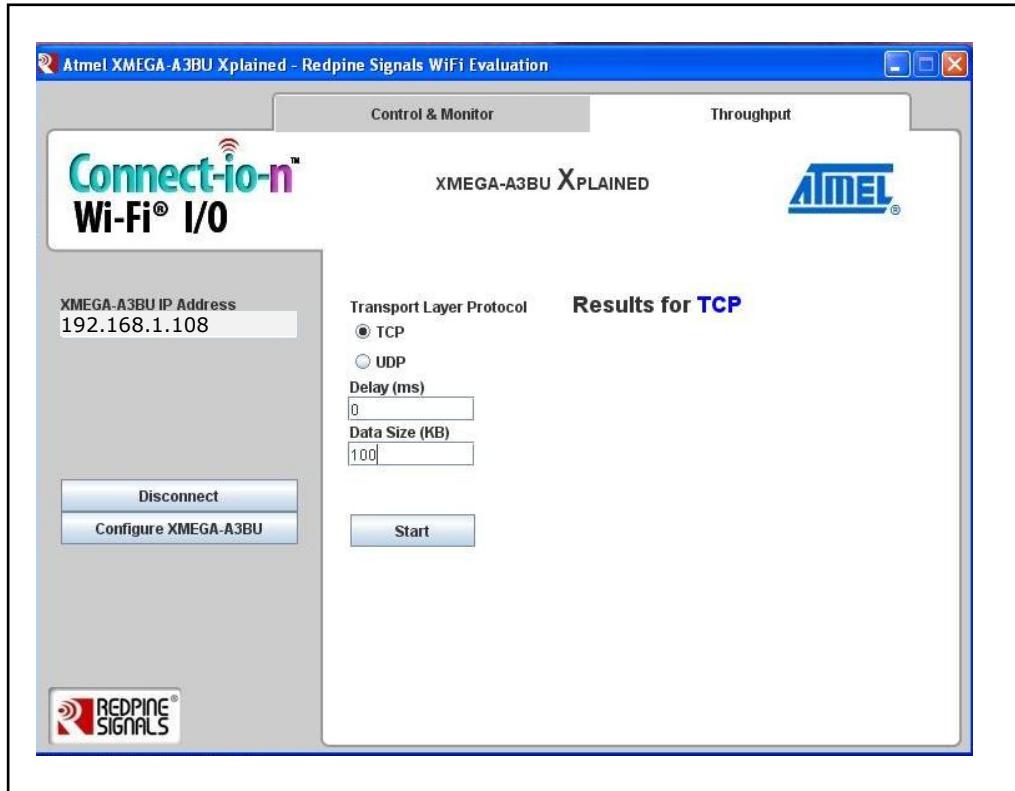 Atmel XMEGA-A3BU Xplained - Redpine Signals WiFi Evaluation
Control & Monitor
Throughput
Connect-io-n™
Wi-Fi® I/O
XMEGA-A3BU XPLAINED
ATMEL®
XMEGA-A3BU IP Address
192.168.1.108
Transport Layer Protocol
TCP
UDP
Delay (ms)
0
Data Size (KB)
100
Results for TCP
Disconnect
Configure XMEGA-A3BU
Start
REDPINE®
SIGNALS